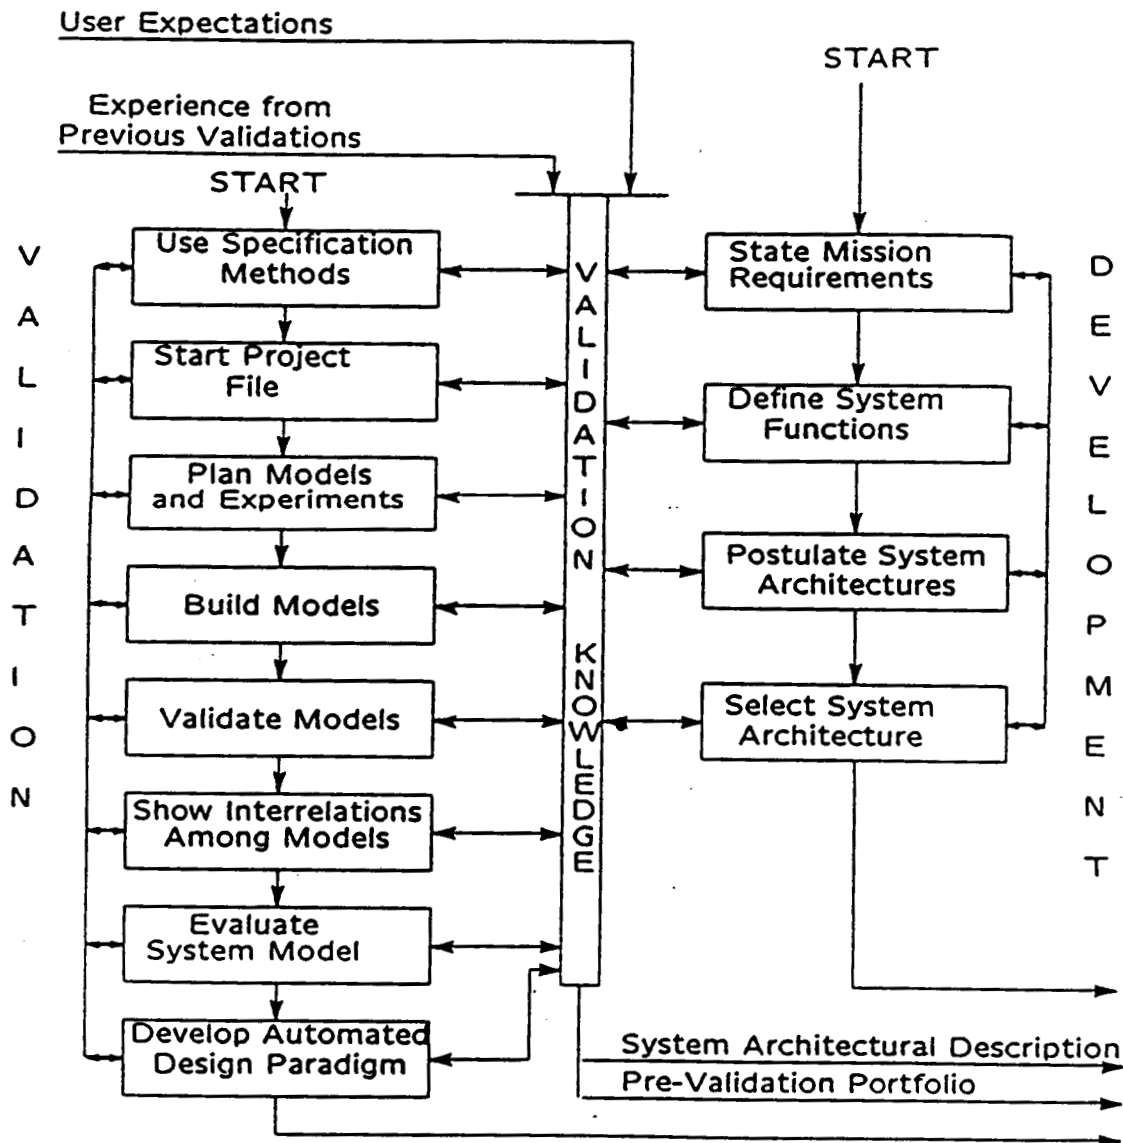 User Expectations
START
Experience from
Previous Validations
START
VALIDATION
Use Specification
Methods
Start Project
File
Plan Models
and Experiments
Build Models
Validate Models
Show Interrelations
Among Models
Evaluate
System Model
Develop Automated
Design Paradigm
VALIDATION KNOWLEDGE
State Mission
Requirements
Define System
Functions
Postulate System
Architectures
Select System
Architecture
DEVELOPMENT
System Architectural Description
Pre-Validation Portfolio